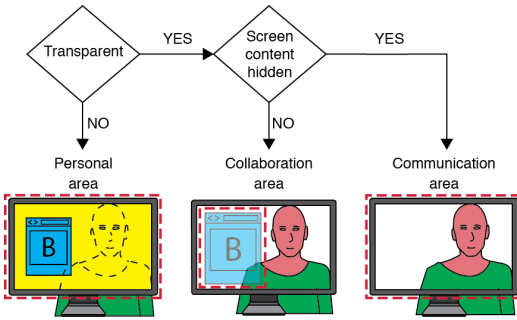 Transparent
YES
Screen
content
hidden
YES
NO
NO
Personal
area
Collaboration
area
Communication
area
<>
B
<>
B